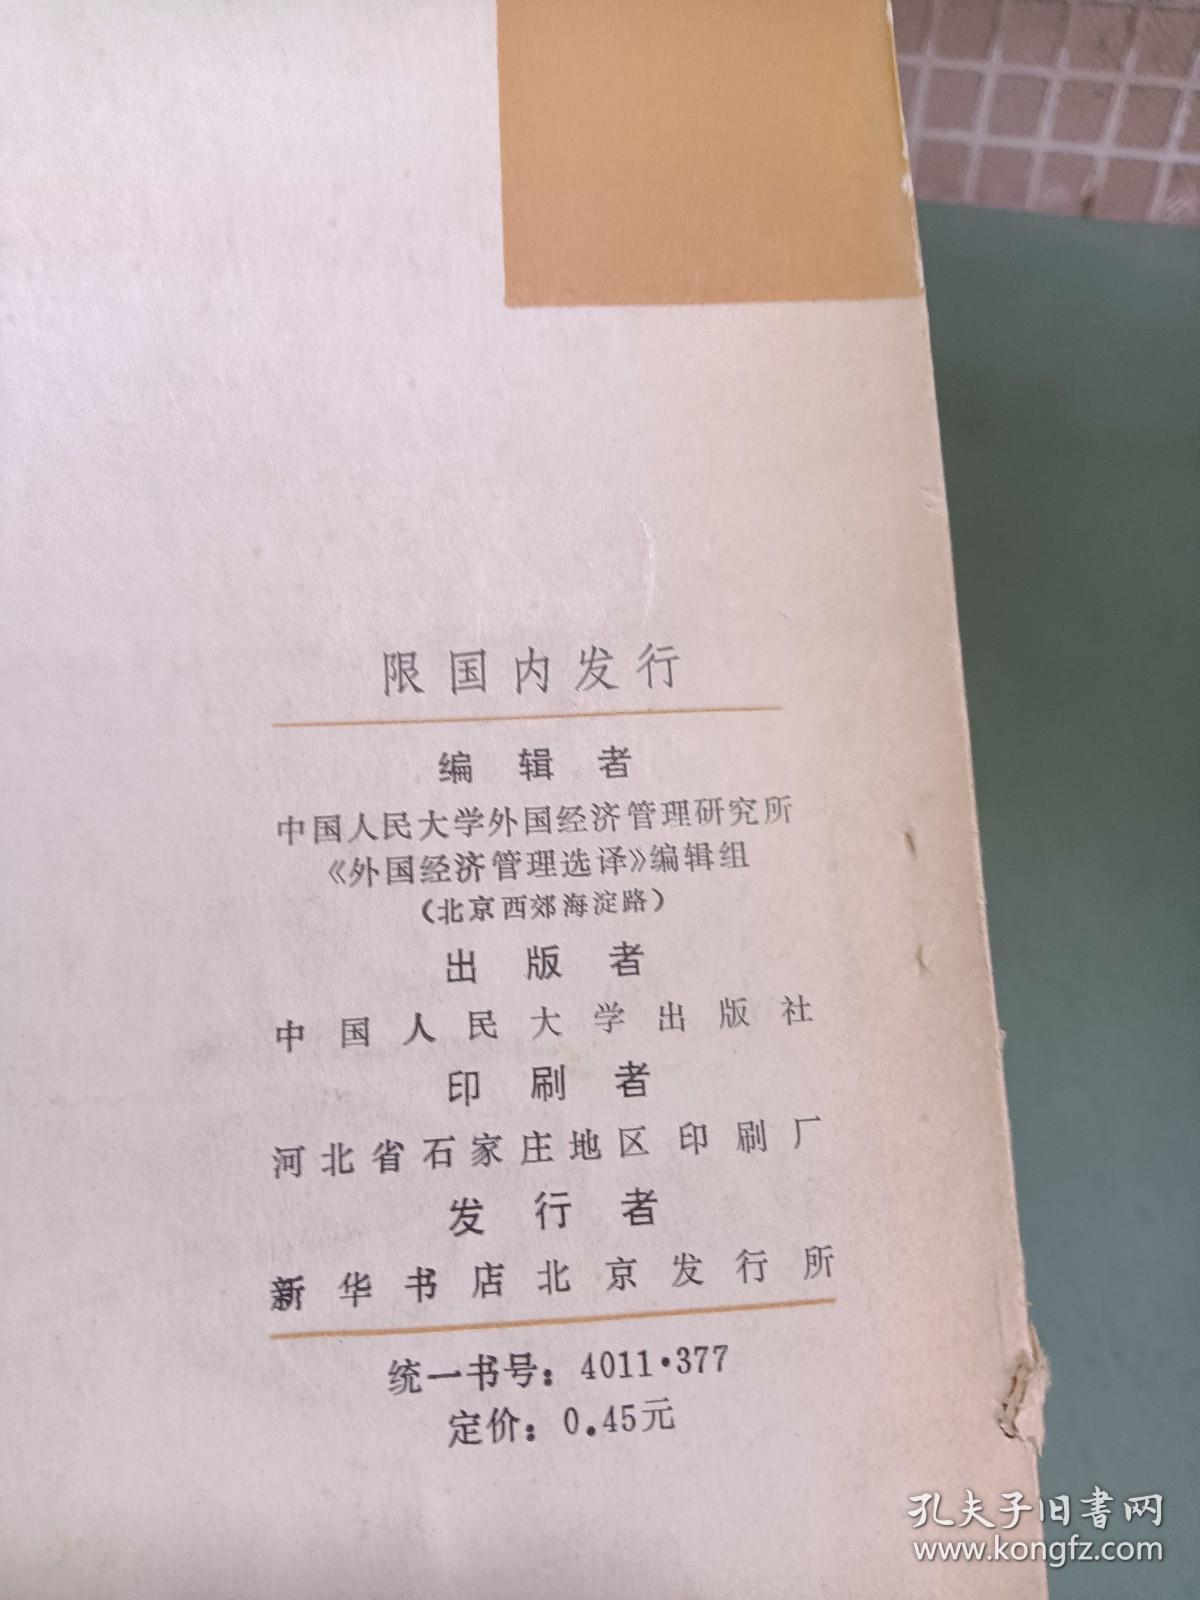 限国内发行
编辑者
中国人民大学外国经济管理研究所
《外国经济管理选译》编辑组
（北京西郊海淀路）
出版者
中国人民大学出版社
印刷者
河北省石家庄地区印刷厂
发行者
新华书店北京发行所
统一书号：4011·377
定价：0.45元
孔夫子旧书网
www.kongfz.com